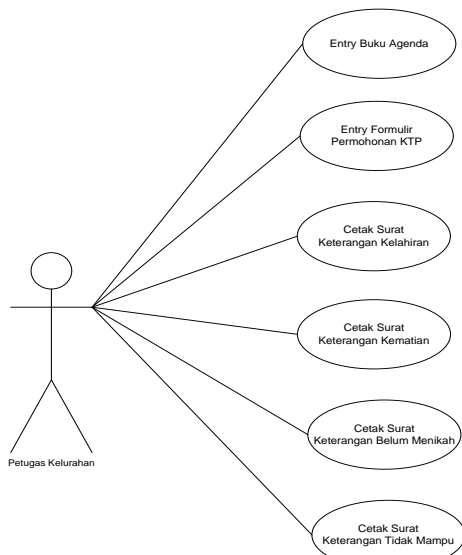 Entry Buku Agenda
Entry Formulir
Permohonan KTP
Cetak Surat
Keterangan Kelahiran
Cetak Surat
Keterangan Kematian
Petugas Kelurahan
Cetak Surat
Keterangan Belum Menikah
Cetak Surat
Keterangan Tidak Mampu